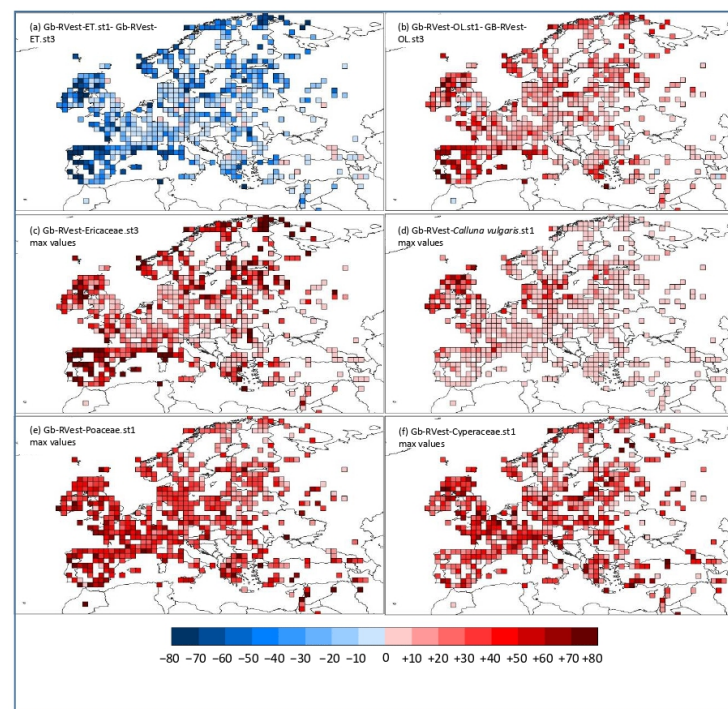 (a) Gb-RVest-ET.st1- Gb-RVest-
ET.st3
(b) Gb-RVest-OL.st1- GB-RVest-
OL.st3
(c) Gb-RVest-Ericaceae.st3
max values
(d) Gb-RVest-Calluna vulgaris.st1
max values
(e) Gb-RVest-Poaceae.st1
max values
(f) Gb-RVest-Cyperaceae.st1
max values
−80 −70 −60 −50 −40 −30 −20 −10 0 +10 +20 +30 +40 +50 +60 +70 +80